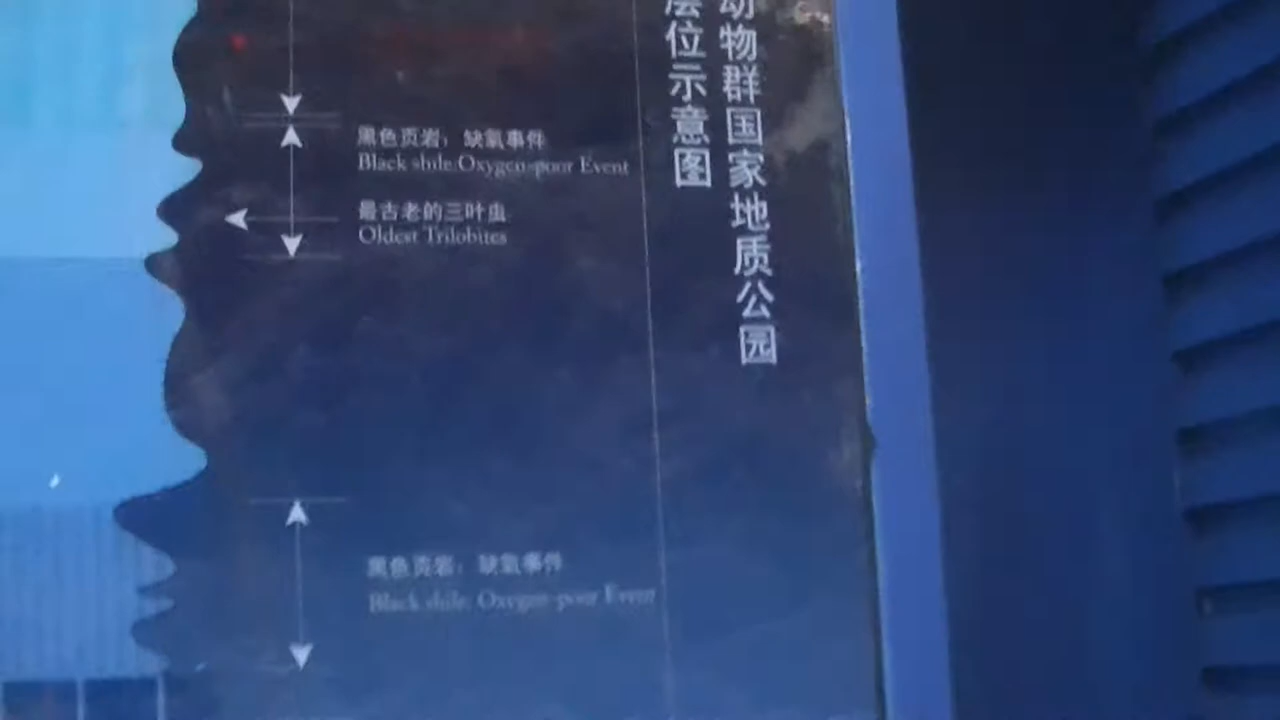 动物群国家地质公园
层位示意图
黑色页岩：缺氧事件
Black shile:Oxygen-poor Event
最古老的三叶虫
Oldest Trilobites
黑色页岩：缺氧事件
Black shile: Oxygen-poor Event